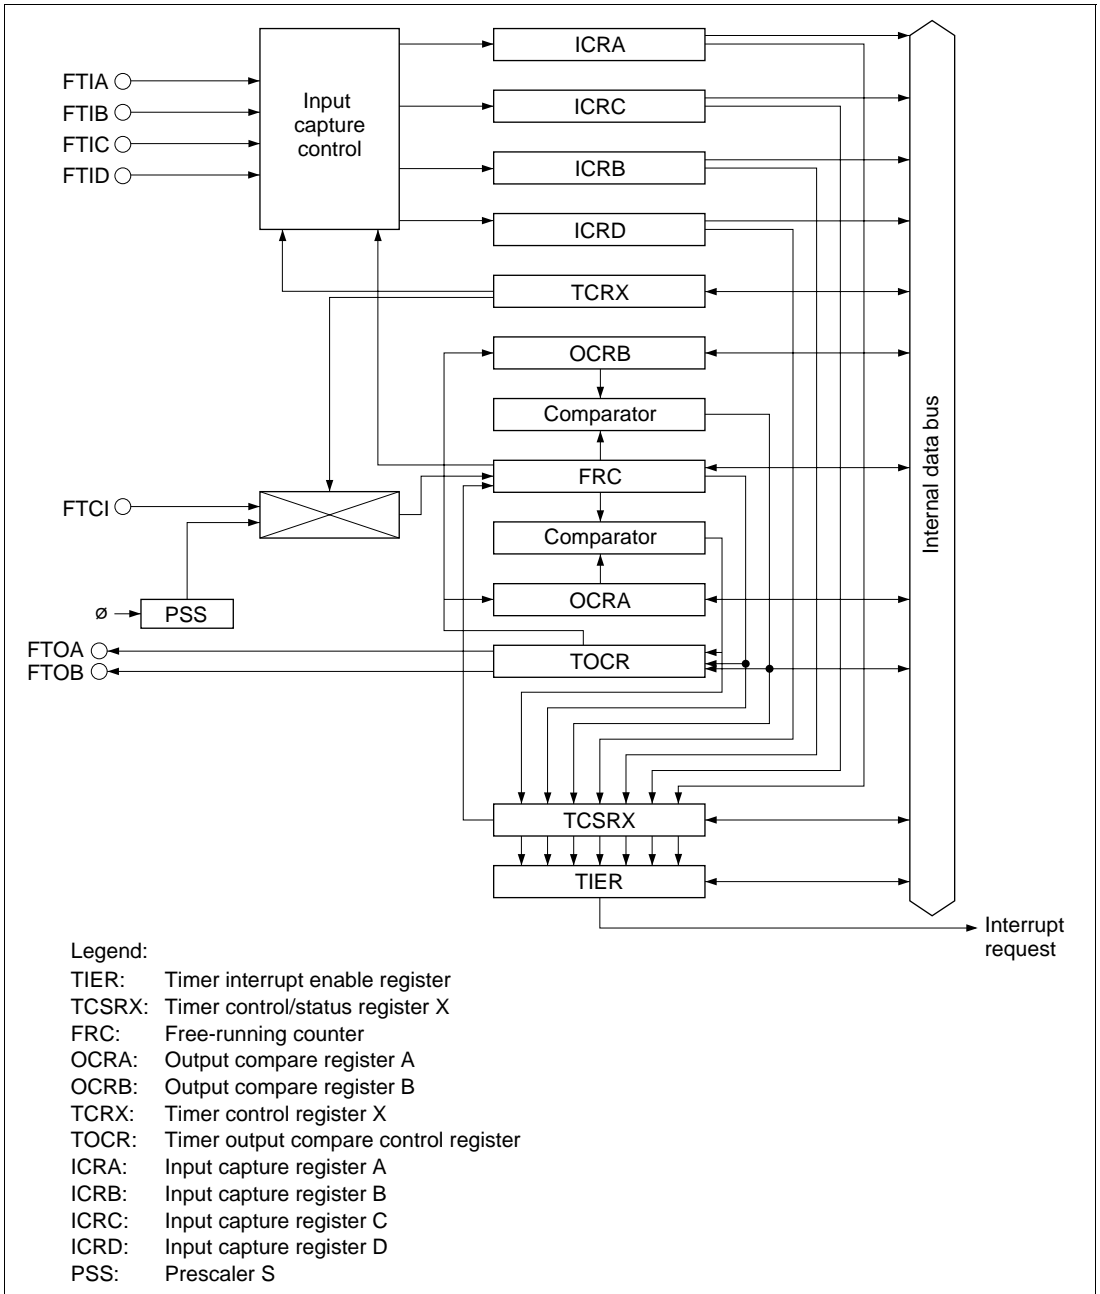 ICRA
FTIA
FTIB
FTIC
FTID
Input
capture
control
ICRC
ICRB
ICRD
TCRX
OCRB
Comparator
FRC
FTCI
Comparator
OCRA
ø
PSS
FTOA
FTOB
TOCR
TCSRX
TIER
Internal data bus
Interrupt
request
Legend:
TIER: Timer interrupt enable register
TCSRX: Timer control/status register X
FRC: Free-running counter
OCRA: Output compare register A
OCRB: Output compare register B
TCRX: Timer control register X
TOCR: Timer output compare control register
ICRA: Input capture register A
ICRB: Input capture register B
ICRC: Input capture register C
ICRD: Input capture register D
PSS: Prescaler S